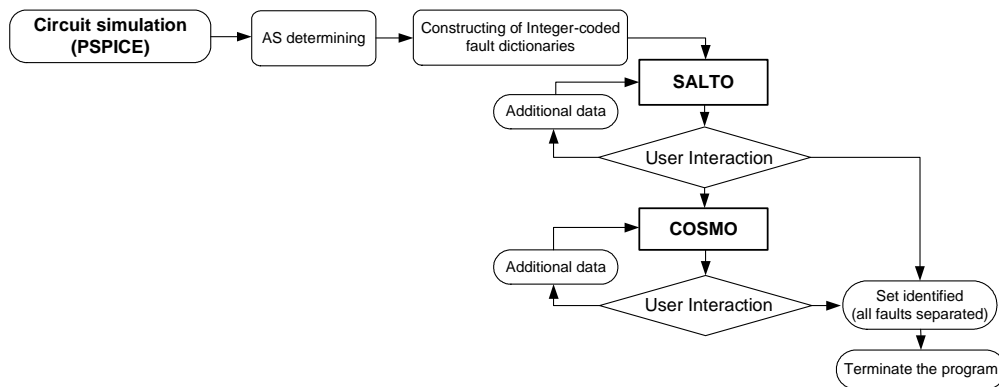 Circuit simulation
(PSPICE)
AS determining
Constructing of Integer-coded
fault dictionaries
SALTO
Additional data
User Interaction
COSMO
Additional data
User Interaction
Set identified
(all faults separated)
Terminate the program